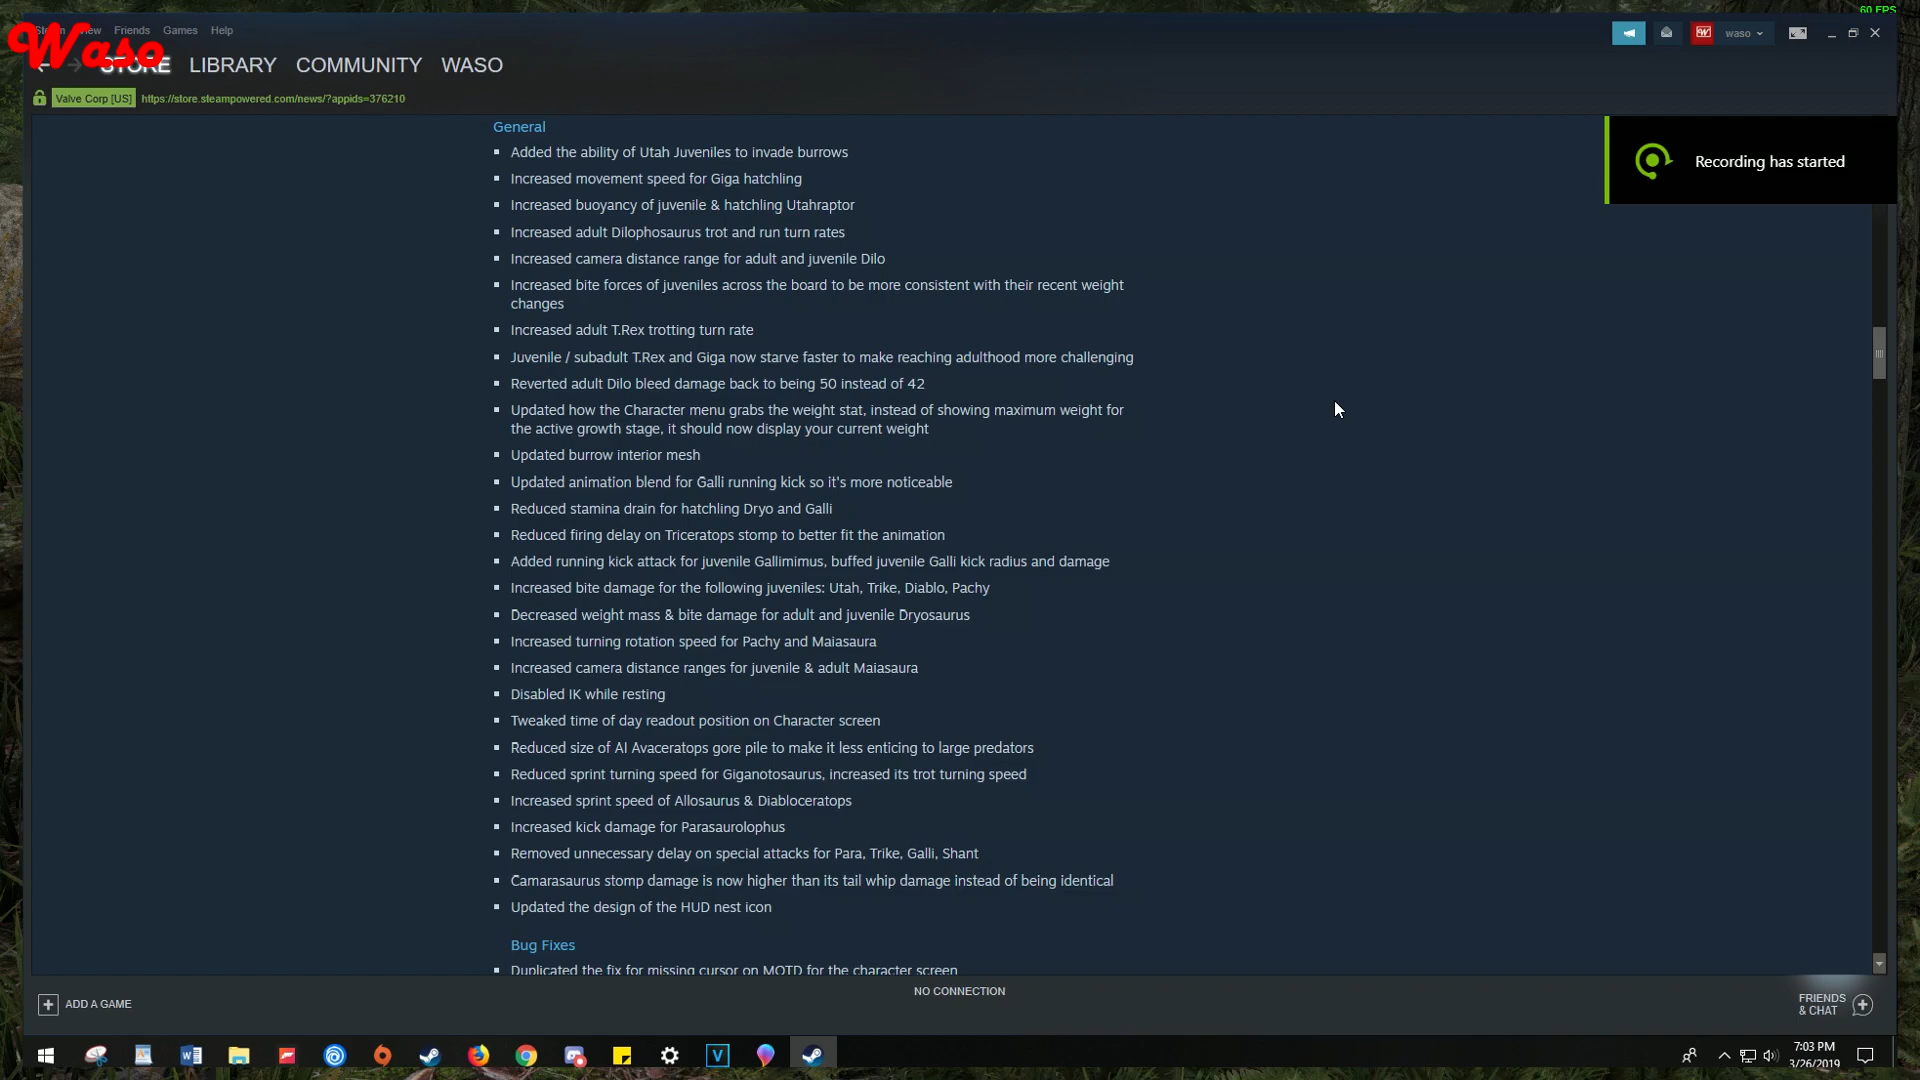 60 FPS
Steam View Friends Games Help
Waso
waso
STORE LIBRARY COMMUNITY WASO
Valve Corp [US] https://store.steampowered.com/news/?appids=376210
Recording has started
General
Added the ability of Utah Juveniles to invade burrows
Increased movement speed for Giga hatchling
Increased buoyancy of juvenile & hatchling Utahraptor
Increased adult Dilophosaurus trot and run turn rates
Increased camera distance range for adult and juvenile Dilo
Increased bite forces of juveniles across the board to be more consistent with their recent weight
changes
Increased adult T.Rex trotting turn rate
Juvenile / subadult T.Rex and Giga now starve faster to make reaching adulthood more challenging
Reverted adult Dilo bleed damage back to being 50 instead of 42
Updated how the Character menu grabs the weight stat, instead of showing maximum weight for
the active growth stage, it should now display your current weight
Updated burrow interior mesh
Updated animation blend for Galli running kick so it's more noticeable
Reduced stamina drain for hatchling Dryo and Galli
Reduced firing delay on Triceratops stomp to better fit the animation
Added running kick attack for juvenile Gallimimus, buffed juvenile Galli kick radius and damage
Increased bite damage for the following juveniles: Utah, Trike, Diablo, Pachy
Decreased weight mass & bite damage for adult and juvenile Dryosaurus
Increased turning rotation speed for Pachy and Maiasaura
Increased camera distance ranges for juvenile & adult Maiasaura
Disabled IK while resting
Tweaked time of day readout position on Character screen
Reduced size of AI Avaceratops gore pile to make it less enticing to large predators
Reduced sprint turning speed for Giganotosaurus, increased its trot turning speed
Increased sprint speed of Allosaurus & Diabloceratops
Increased kick damage for Parasaurolophus
Removed unnecessary delay on special attacks for Para, Trike, Galli, Shant
Camarasaurus stomp damage is now higher than its tail whip damage instead of being identical
Updated the design of the HUD nest icon
Bug Fixes
Duplicated the fix for missing cursor on MOTD for the character screen
NO CONNECTION
ADD A GAME
FRIENDS
& CHAT
7:03 PM
3/26/2019